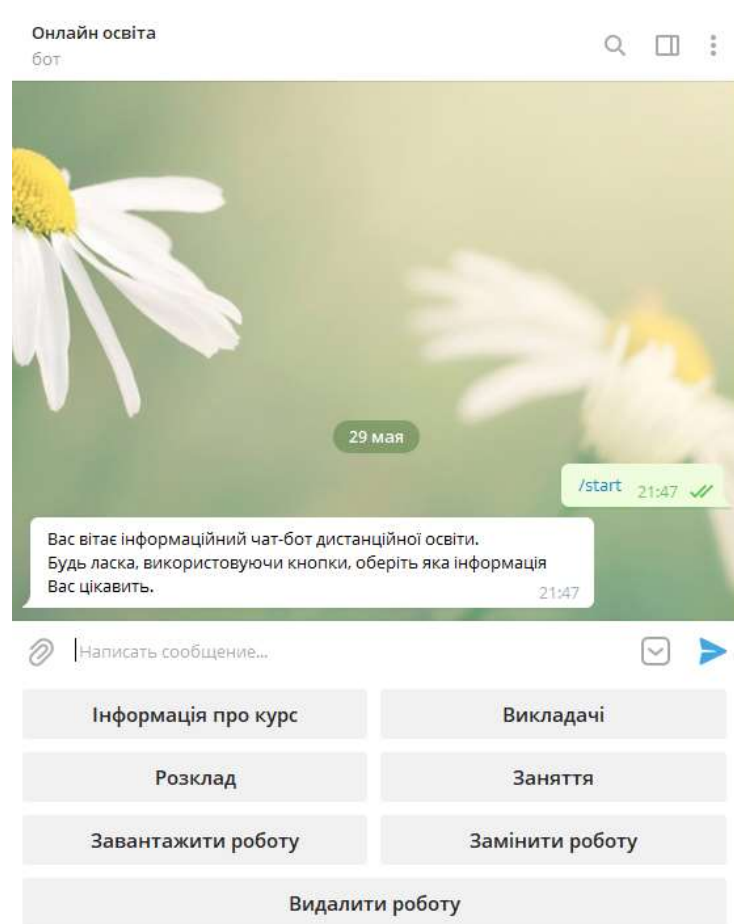 Онлайн освіта
бот
29 мая
/start 21:47
Вас вітає інформаційний чат-бот дистанційної освіти.
Будь ласка, використовуючи кнопки, оберіть яка інформація
Вас цікавить.
21:47
Написать сообщение...
Інформація про курс
Викладачі
Розклад
Заняття
Завантажити роботу
Замінити роботу
Видалити роботу